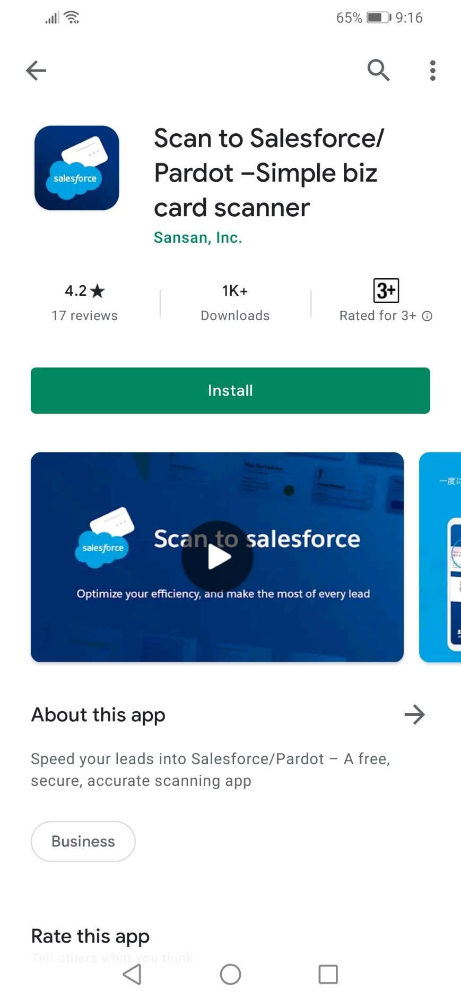 65% 9:16
Scan to Salesforce/
Pardot –Simple biz
card scanner
salesforce
Sansan, Inc.
4.2★
17 reviews
1K+
Downloads
3+
Rated for 3+
Install
一度に
Scan to salesforce
salesforce
Optimize your efficiency, and make the most of every lead
About this app
Speed your leads into Salesforce/Pardot – A free,
secure, accurate scanning app
Business
Rate this app
Tell others what you think